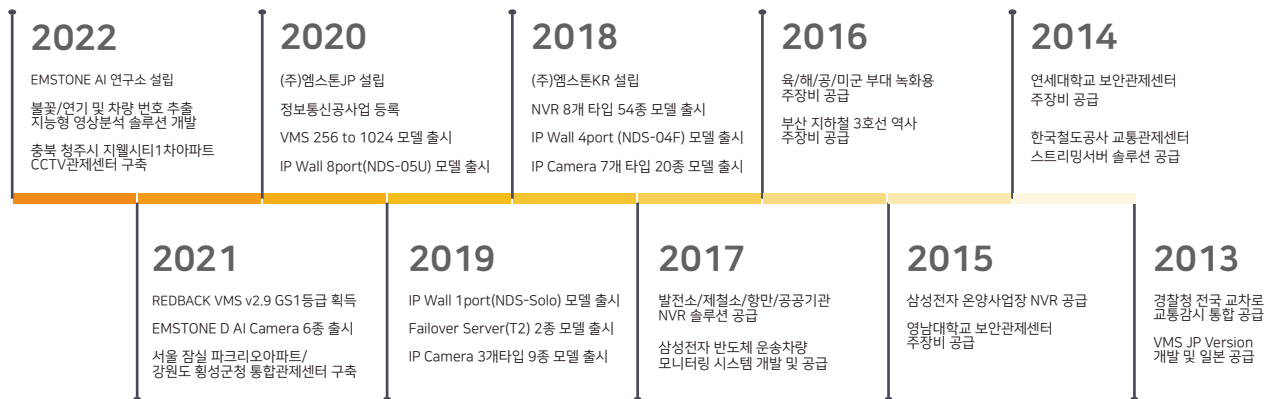 2022
EMSTONE AI 연구소 설립
불꽃/연기 및 차량 번호 추출
지능형 영상분석 솔루션 개발
충북 청주시 지웰시티1차아파트
CCTV관제센터 구축
2020
(주)엠스톤JP 설립
정보통신공사업 등록
VMS 256 to 1024 모델 출시
IP Wall 8port(NDS-05U) 모델 출시
2018
(주)엠스톤KR 설립
NVR 8개 타입 54종 모델 출시
IP Wall 4port (NDS-04F) 모델 출시
IP Camera 7개 타입 20종 모델 출시
2016
육/해/공/미군 부대 녹화용
주장비 공급
부산 지하철 3호선 역사
주장비 공급
2014
연세대학교 보안관제센터
주장비 공급
한국철도공사 교통관제센터
스트리밍서버 솔루션 공급
2021
REDBACK VMS v2.9 GS1등급 획득
EMSTONE D AI Camera 6종 출시
서울 잠실 파크리오아파트/
강원도 횡성군청 통합관제센터 구축
2019
IP Wall 1port(NDS-Solo) 모델 출시
Failover Server(T2) 2종 모델 출시
IP Camera 3개타입 9종 모델 출시
2017
발전소/제철소/항만/공공기관
NVR 솔루션 공급
삼성전자 반도체 운송차량
모니터링 시스템 개발 및 공급
2015
삼성전자 온양사업장 NVR 공급
영남대학교 보안관제센터
주장비 공급
2013
경찰청 전국 교차로
교통감시 통합 공급
VMS JP Version
개발 및 일본 공급